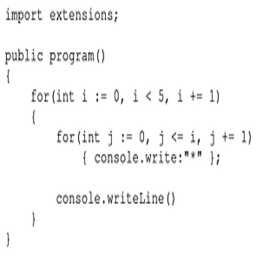 import extensions;

public program()
{
    for(int i := 0, i < 5, i += 1)
    {
        for(int j := 0, j <= i, j += 1)
            { console.write:"*" };

        console.writeLine()
    }
}